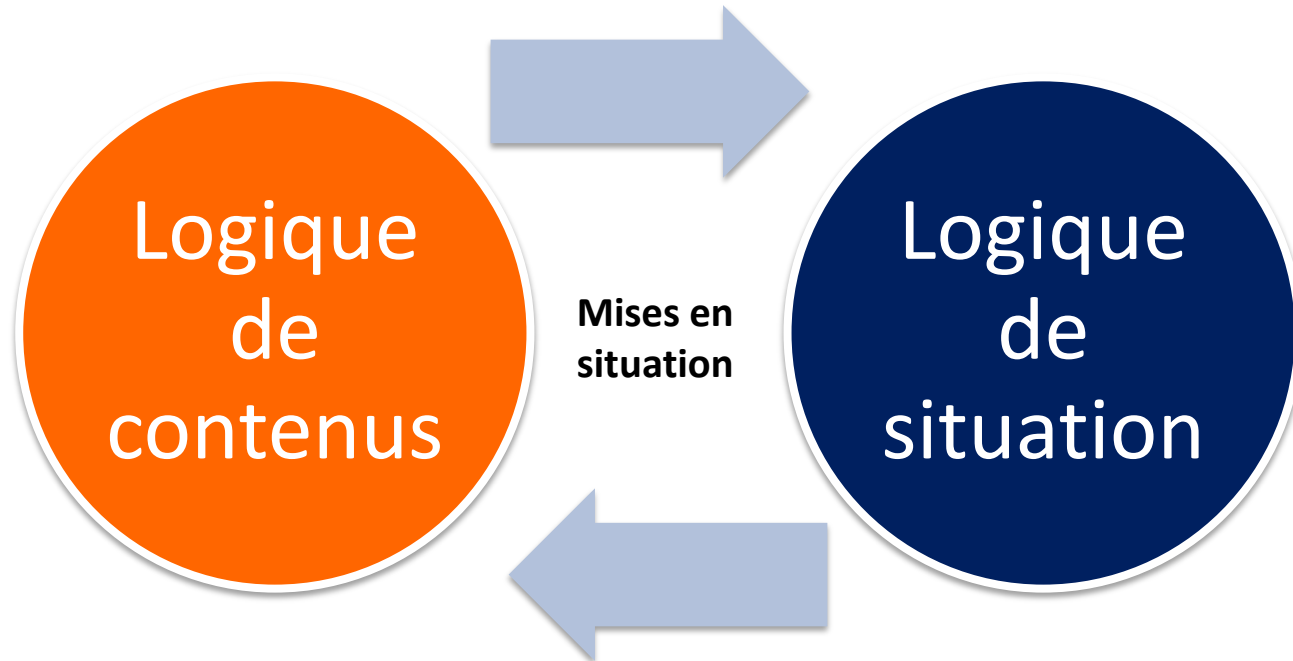 Logique
de
contenus
Mises en
situation
Logique
de
situation